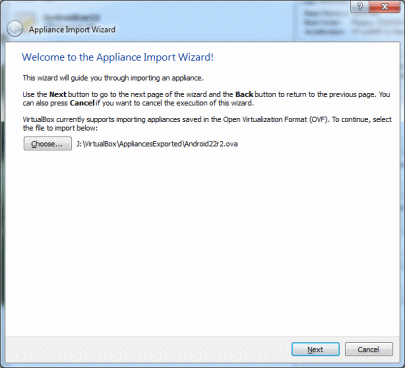 Appliance Import Wizard
Welcome to the Appliance Import Wizard!
This wizard will guide you through importing an appliance.
Use the Next button to go to the next page of the wizard and the Back button to return to the previous page. You
can also press Cancel if you want to cancel the execution of this wizard.
VirtualBox currently supports importing appliances saved in the Open Virtualization Format (OVF). To continue, select
the file to import below:
Choose... J:\VirtualBox\AppliancesExported\Android22r2.ova
Next Cancel